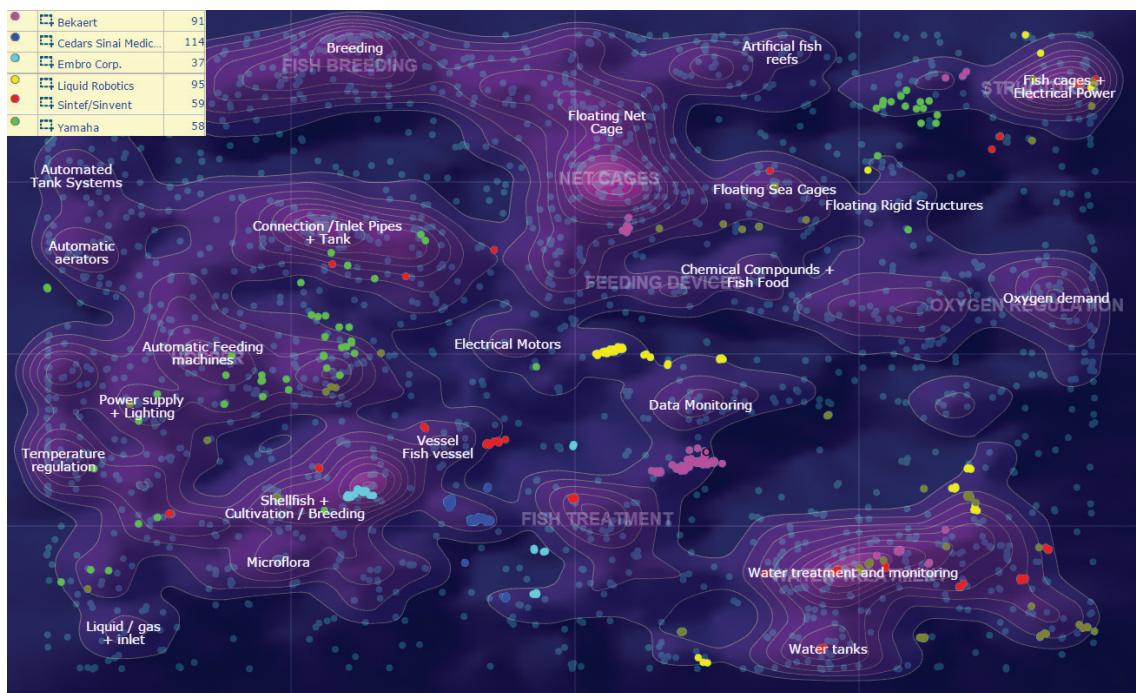 Bekaert 91
Cedars Sinai Medic... 114
Embro Corp. 37
Liquid Robotics 95
Sintef/Sinvent 59
Yamaha 58
Breeding
FISH BREEDING
Artificial fish
reefs
Fish cages +
Electrical Power
Floating Net
Cage
NET CAGES
Automated
Tank Systems
Floating Sea Cages
Floating Rigid Structures
Connection /Inlet Pipes
+ Tank
Automatic
aerators
Chemical Compounds +
Fish Food
FEEDING DEVICE
Oxygen demand
OXYGEN REGULATION
Automatic Feeding
machines
Electrical Motors
Power supply
+ Lighting
Data Monitoring
Vessel
Fish vessel
Temperature
regulation
Shellfish +
Cultivation / Breeding
FISH TREATMENT
Microflora
Water treatment and monitoring
Liquid / gas
+ inlet
Water tanks